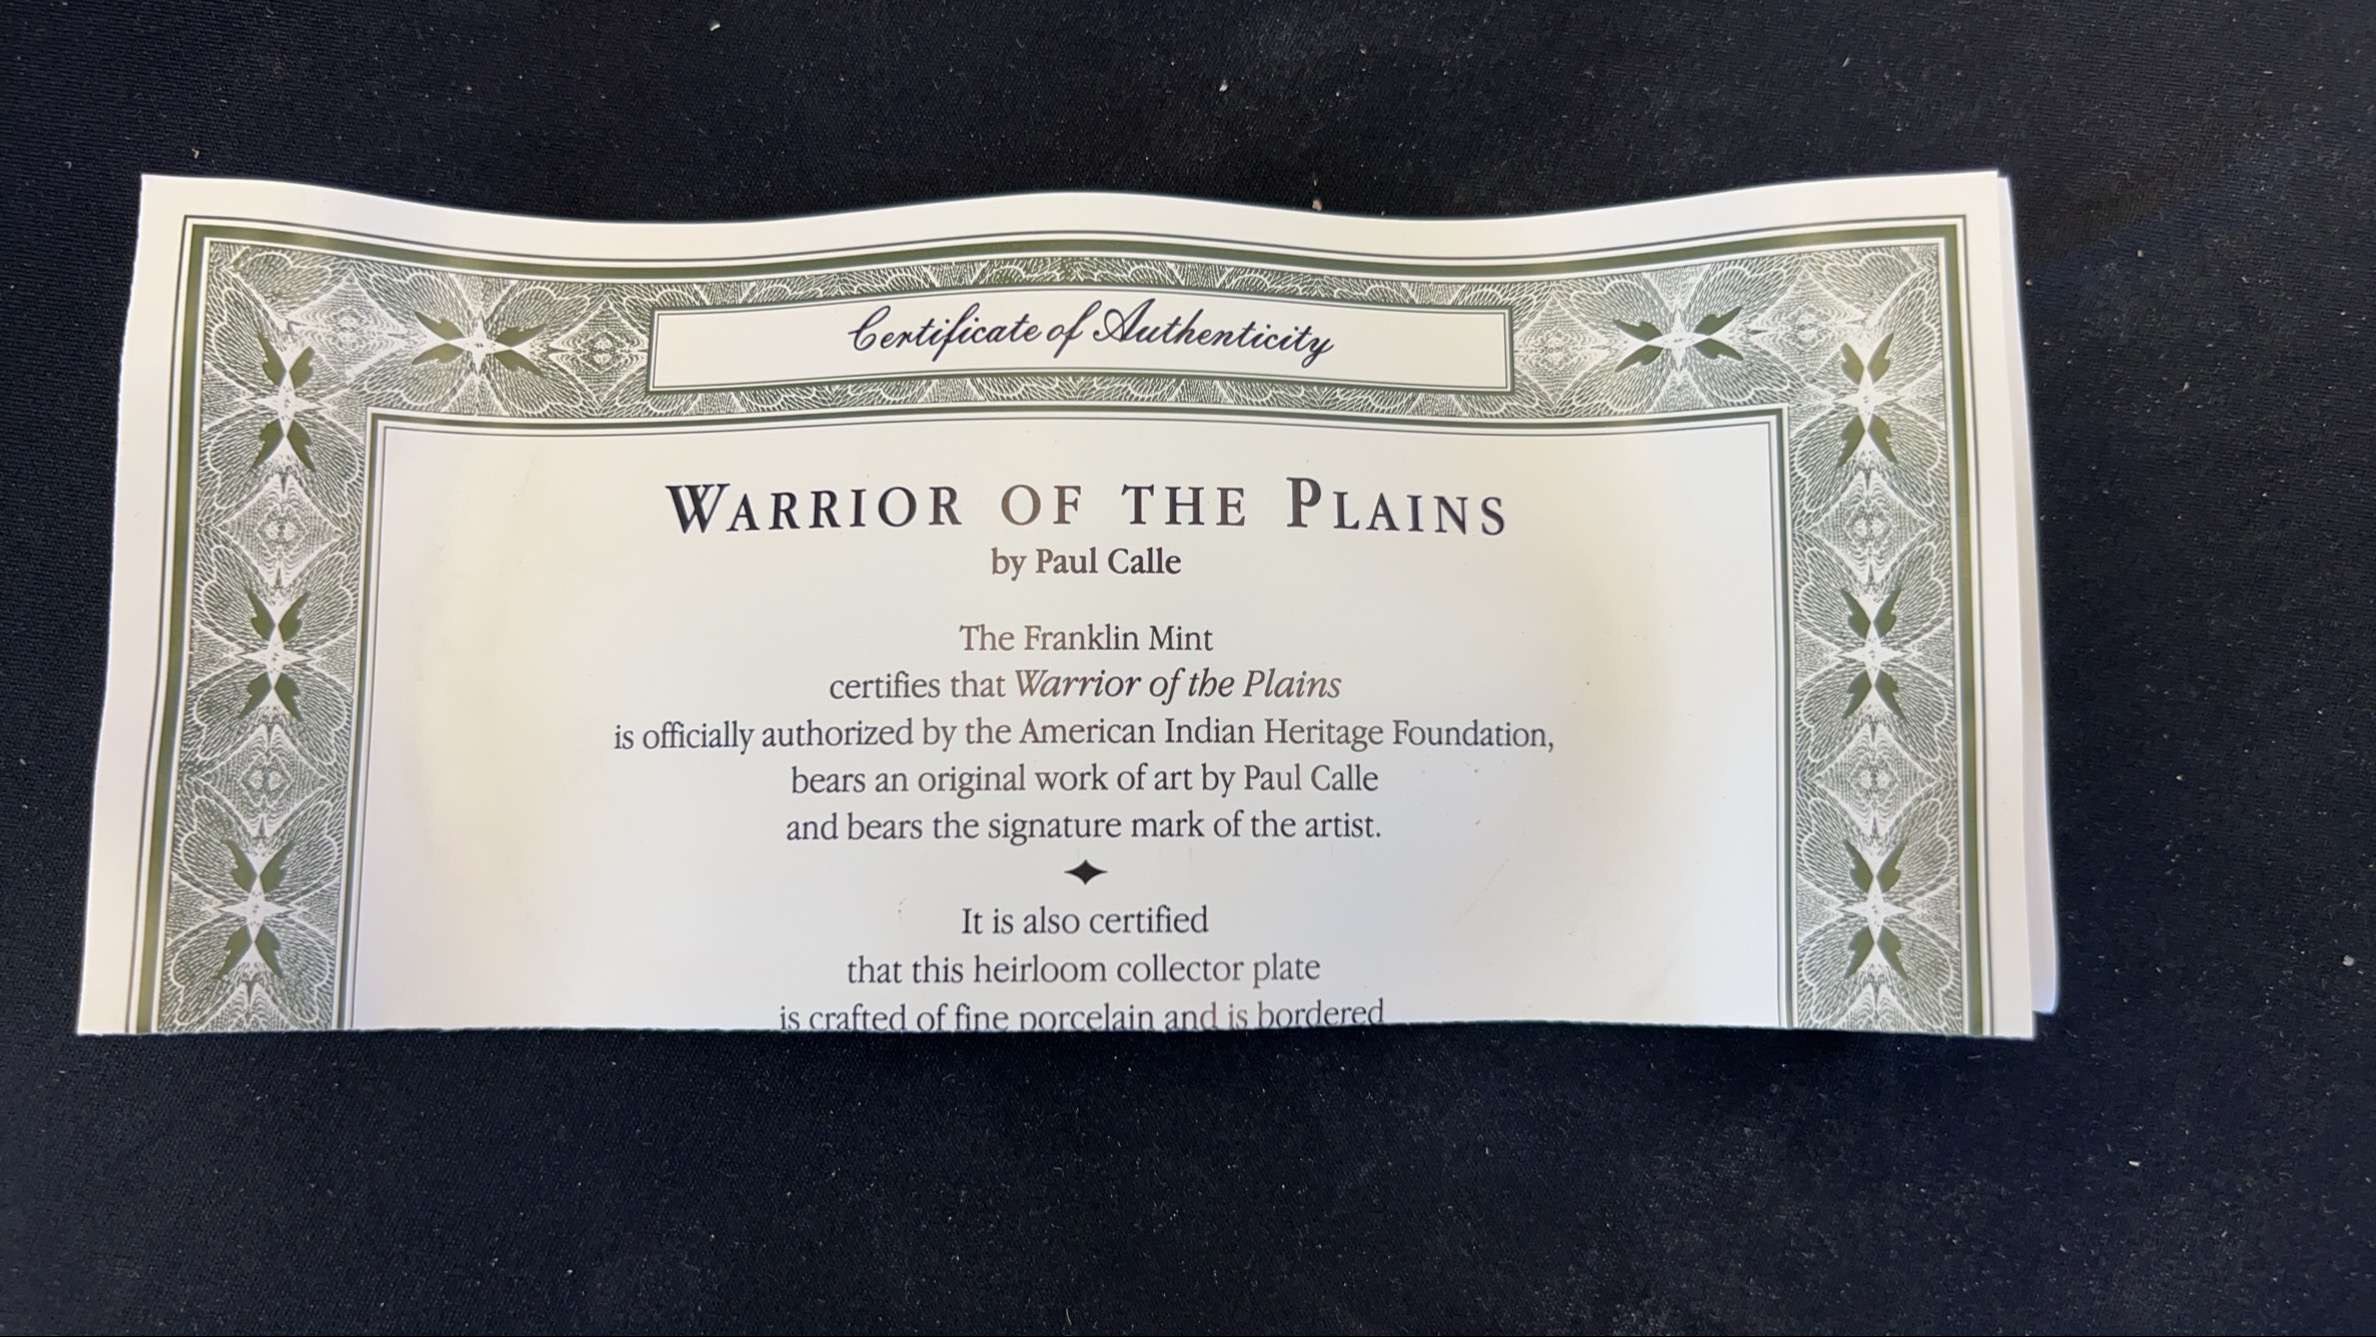 Certificate of Authenticity
WARRIOR OF THE PLAINS
by Paul Calle
The Franklin Mint
certifies that Warrior of the Plains
is officially authorized by the American Indian Heritage Foundation,
bears an original work of art by Paul Calle
and bears the signature mark of the artist.
It is also certified
that this heirloom collector plate
is crafted of fine porcelain and is bordered